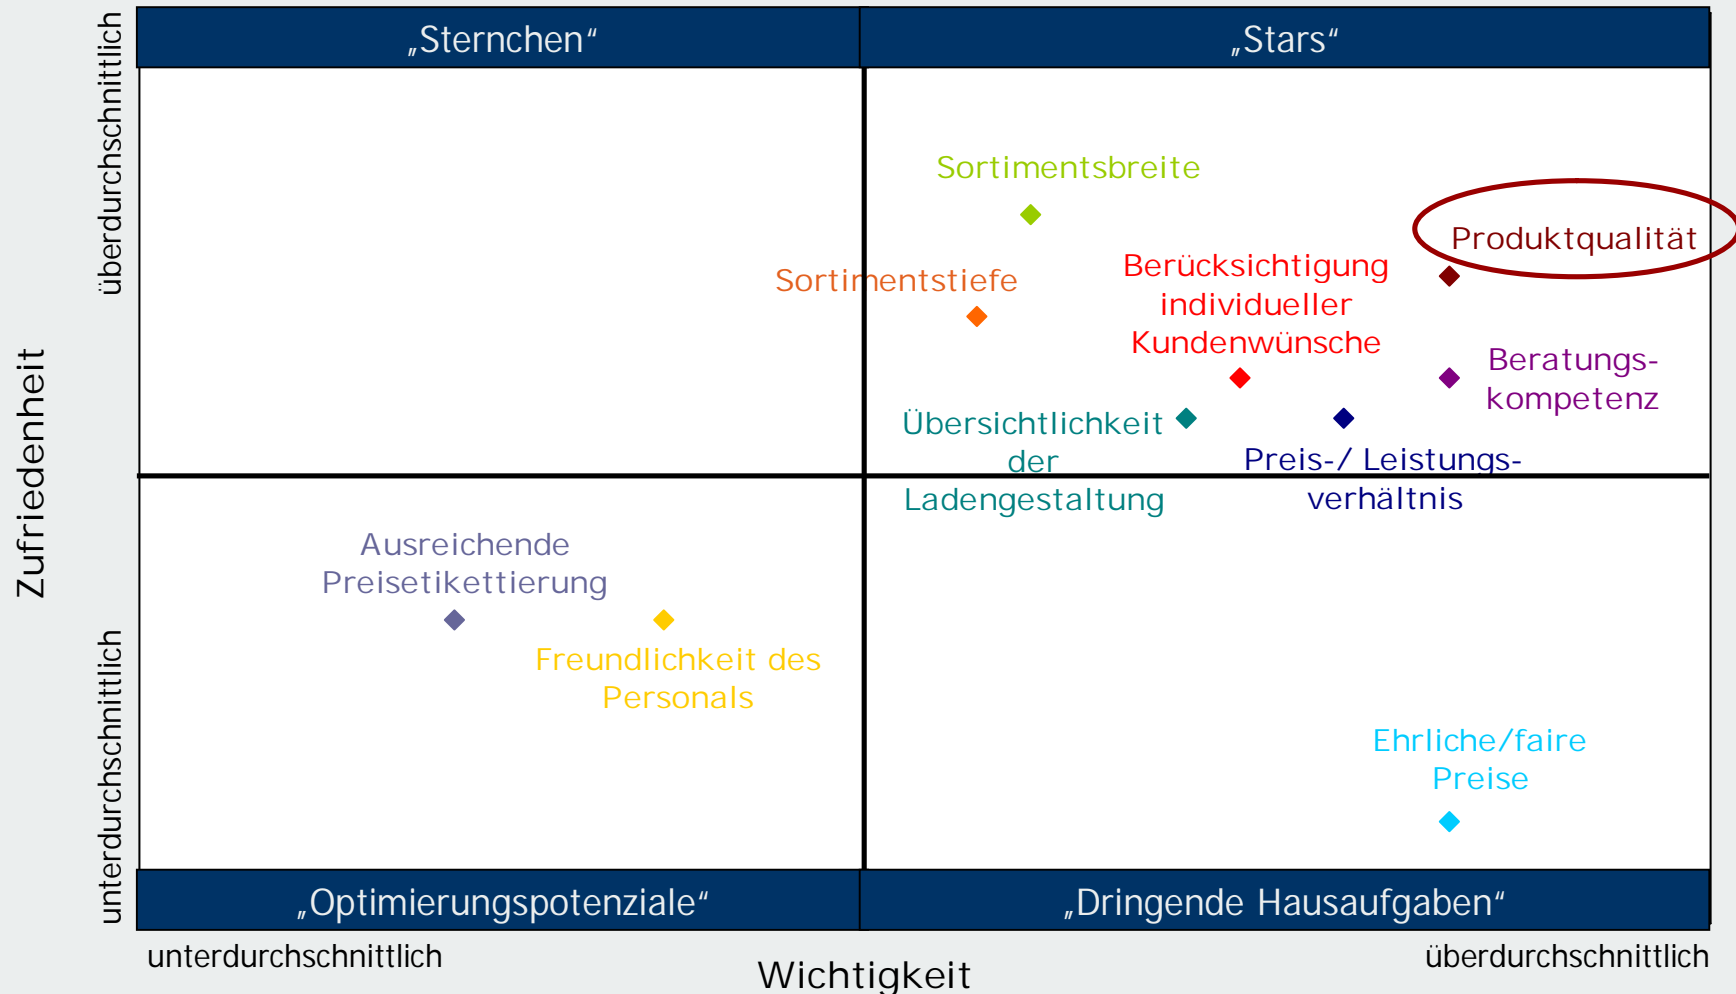 „Sternchen“
„Stars“
überdurchschnittlich
Sortimentsbreite
Produktqualität
Sortimentstiefe
Berücksichtigung
individueller
Kundenwünsche
Beratungs-
kompetenz
Übersichtlichkeit
der
Ladengestaltung
Preis-/ Leistungs-
verhältnis
Zufriedenheit
Ausreichende
Preisetikettierung
Freundlichkeit des
Personals
Ehrliche/faire
Preise
unterdurchschnittlich
„Optimierungspotenziale“
„Dringende Hausaufgaben“
unterdurchschnittlich
Wichtigkeit
überdurchschnittlich